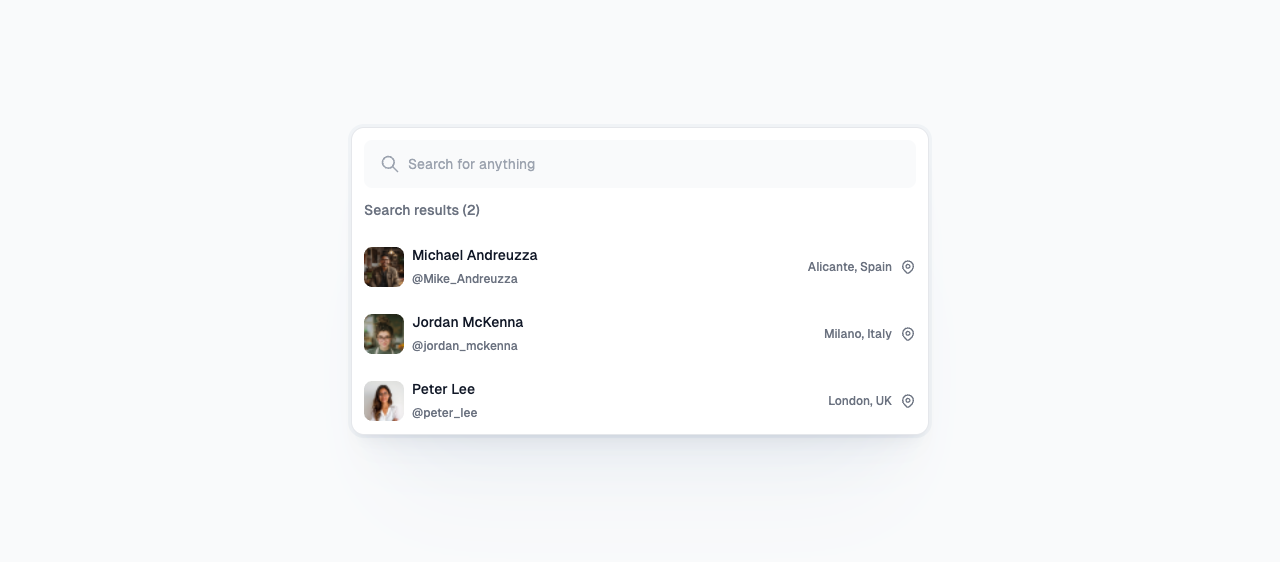 Search for anything
Search results (2)
Michael Andreuzza
@Mike_Andreuzza
Alicante, Spain
Jordan McKenna
@jordan_mckenna
Milano, Italy
Peter Lee
@peter_lee
London, UK